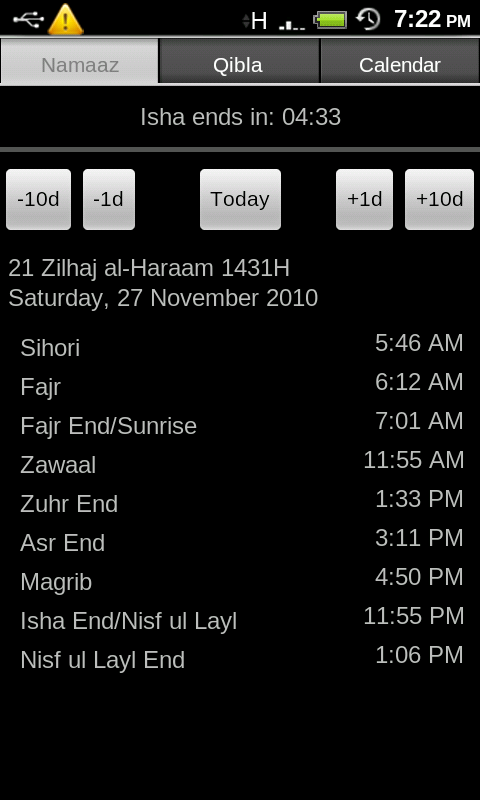 H 7:22 PM
Namaaz Qibla Calendar
Isha ends in: 04:33
-10d -1d Today +1d +10d
21 Zilhaj al-Haraam 1431H
Saturday, 27 November 2010
Sihori 5:46 AM
Fajr 6:12 AM
Fajr End/Sunrise 7:01 AM
Zawaal 11:55 AM
Zuhr End 1:33 PM
Asr End 3:11 PM
Magrib 4:50 PM
Isha End/Nisf ul Layl 11:55 PM
Nisf ul Layl End 1:06 PM